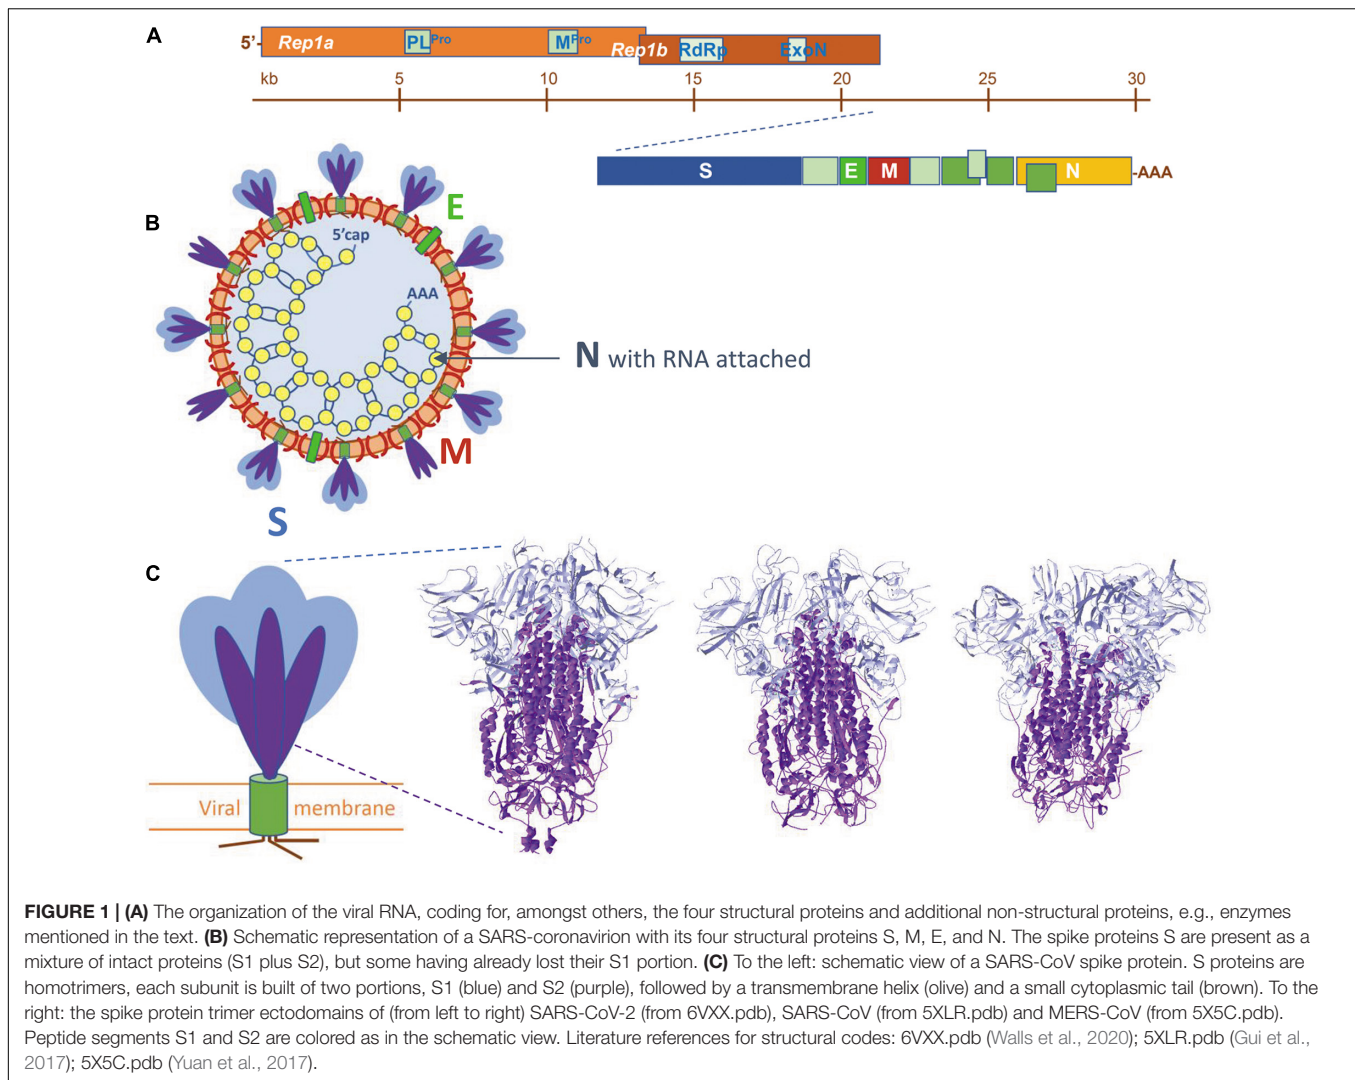 A
5'- Rep1a PL Pro M Pro Rep1b RdRp ExoN
kb 5 10 15 20 25 30
S E M N -AAA
B
E
5'cap
AAA
N with RNA attached
M
S
C
Viral membrane
FIGURE 1 | (A) The organization of the viral RNA, coding for, amongst others, the four structural proteins and additional non-structural proteins, e.g., enzymes
mentioned in the text. (B) Schematic representation of a SARS-coronavirion with its four structural proteins S, M, E, and N. The spike proteins S are present as a
mixture of intact proteins (S1 plus S2), but some having already lost their S1 portion. (C) To the left: schematic view of a SARS-CoV spike protein. S proteins are
homotrimers, each subunit is built of two portions, S1 (blue) and S2 (purple), followed by a transmembrane helix (olive) and a small cytoplasmic tail (brown). To the
right: the spike protein trimer ectodomains of (from left to right) SARS-CoV-2 (from 6VXX.pdb), SARS-CoV (from 5XLR.pdb) and MERS-CoV (from 5X5C.pdb).
Peptide segments S1 and S2 are colored as in the schematic view. Literature references for structural codes: 6VXX.pdb (Walls et al., 2020); 5XLR.pdb (Gui et al.,
2017); 5X5C.pdb (Yuan et al., 2017).